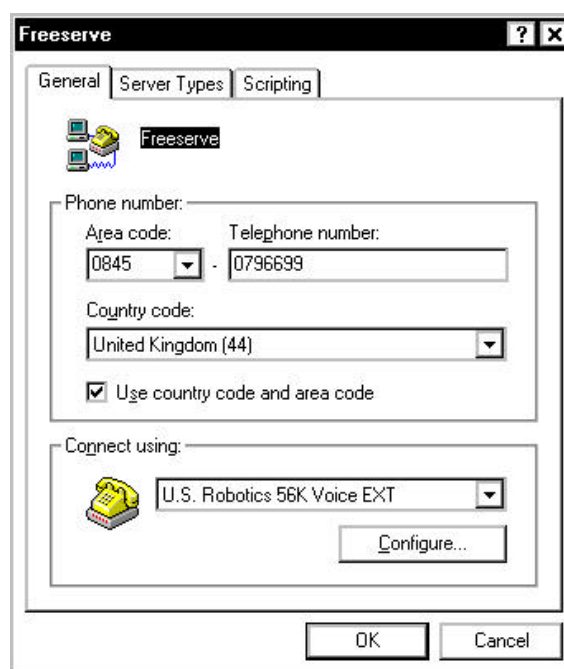 Freeserve
General Server Types Scripting
Freeserve
Phone number:
Area code: Telephone number:
0845 - 0796699
Country code:
United Kingdom (44)
Use country code and area code
Connect using:
U.S. Robotics 56K Voice EXT
Configure...
OK Cancel